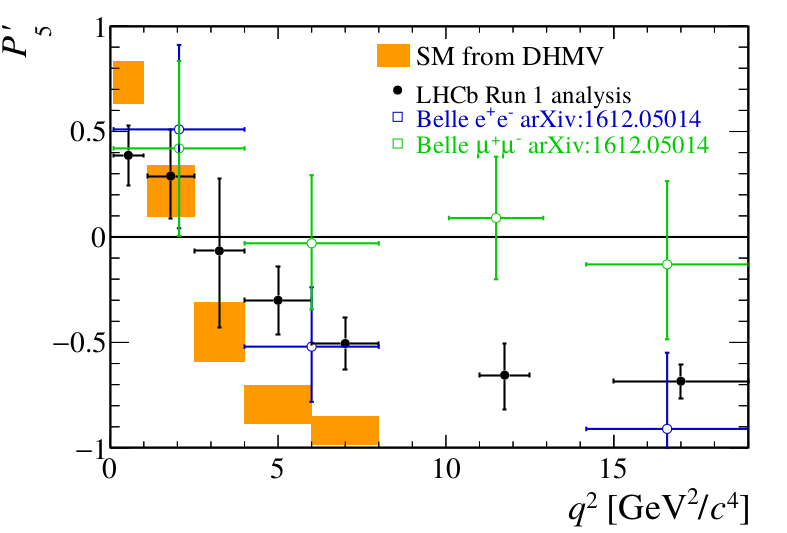 P′5
1
0.5
0
−0.5
−1
SM from DHMV
LHCb Run 1 analysis
Belle e⁺e⁻ arXiv:1612.05014
Belle μ⁺μ⁻ arXiv:1612.05014
0 5 10 15
q² [GeV²/c⁴]